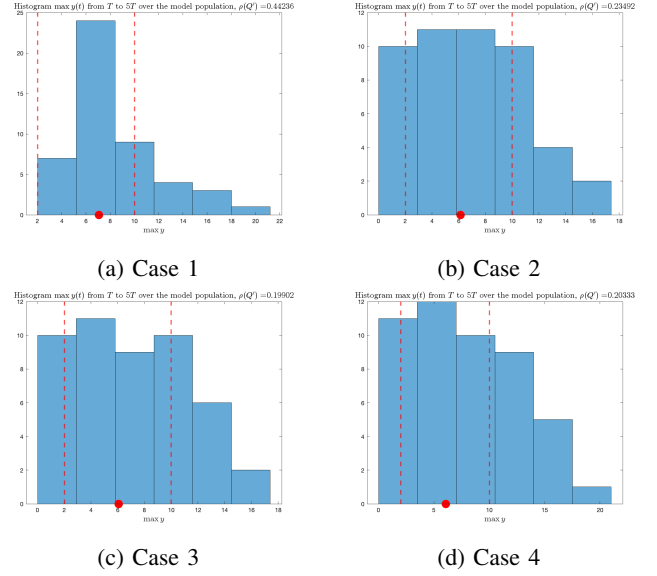 Histogram max y(t) from T to 5T over the model population, ρ(Q′) =0.44236
25
20
15
10
5
0
2 4 6 8 10 12 14 16 18 20 22
max y
(a) Case 1
Histogram max y(t) from T to 5T over the model population, ρ(Q′) =0.23492
12
10
8
6
4
2
0
0 2 4 6 8 10 12 14 16 18
max y
(b) Case 2
Histogram max y(t) from T to 5T over the model population, ρ(Q′) =0.19902
12
10
8
6
4
2
0
0 2 4 6 8 10 12 14 16 18
max y
(c) Case 3
Histogram max y(t) from T to 5T over the model population, ρ(Q′) =0.20333
12
10
8
6
4
2
0
0 5 10 15 20
max y
(d) Case 4